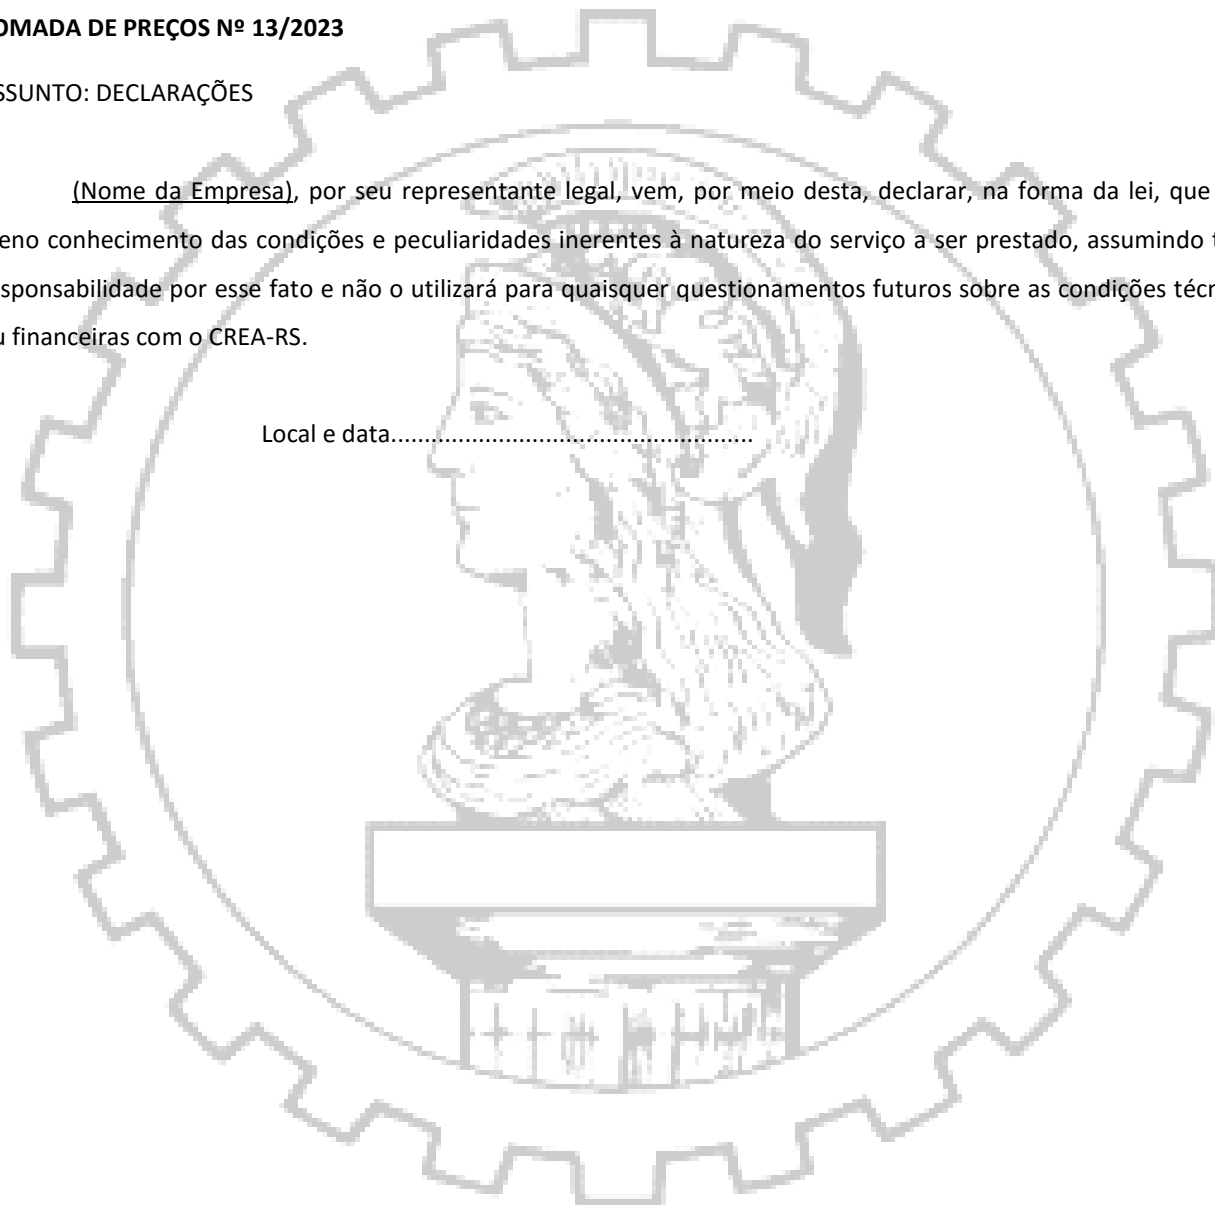 OMADA DE PREÇOS Nº 13/2023
SSUNTO: DECLARAÇÕES
(Nome da Empresa), por seu representante legal, vem, por meio desta, declarar, na forma da lei, que
eno conhecimento das condições e peculiaridades inerentes à natureza do serviço a ser prestado, assumindo t
sponsabilidade por esse fato e não o utilizará para quaisquer questionamentos futuros sobre as condições técn
u financeiras com o CREA-RS.
Local e data......................................................